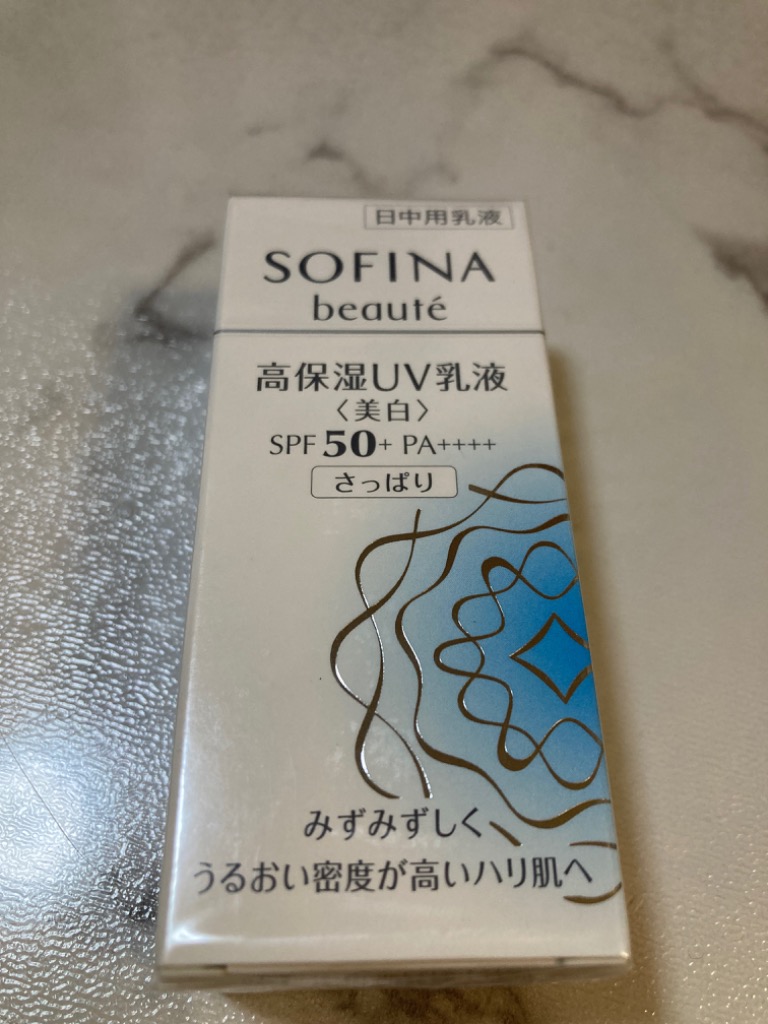 日中用乳液
SOFINA
beauté
高保湿UV乳液
〈美白〉
SPF 50+ PA++++
さっぱり
みずみずしく、
うるおい密度が高いハリ肌へ